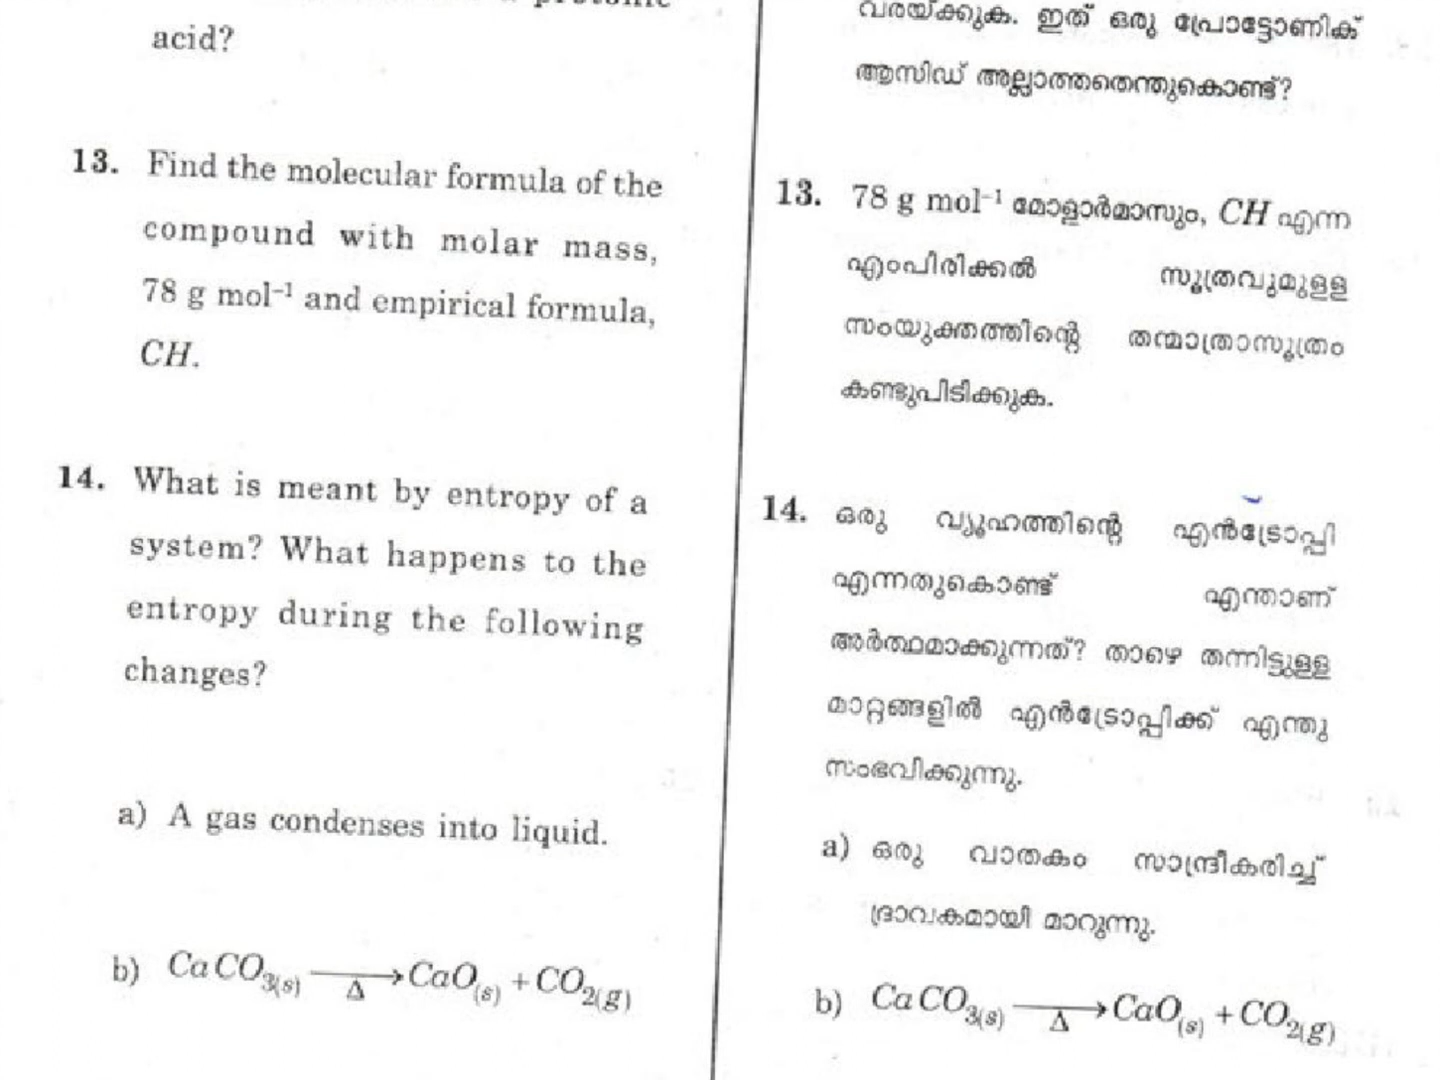 acid?
13. Find the molecular formula of the
compound with molar mass,
78 g mol⁻¹ and empirical formula,
CH.
14. What is meant by entropy of a
system? What happens to the
entropy during the following
changes?
a) A gas condenses into liquid.
b) CaCO₃(s) ⟶Δ CaO(s) + CO₂(g)
വരയ്ക്കുക. ഇത് ഒരു പ്രോട്ടോണിക്
ആസിഡ് അല്ലാത്തതെന്തുകൊണ്ട്?
13. 78 g mol⁻¹ മോളാർമാസും, CH എന്ന
എംപിരിക്കൽ സൂത്രവുമുള്ള
സംയുക്തത്തിന്റെ തന്മാത്രാസൂത്രം
കണ്ടുപിടിക്കുക.
14. ഒരു വ്യൂഹത്തിന്റെ എൻട്രോപ്പി
എന്നതുകൊണ്ട് എന്താണ്
അർത്ഥമാക്കുന്നത്? താഴെ തന്നിട്ടുള്ള
മാറ്റങ്ങളിൽ എൻട്രോപ്പിക്ക് എന്തു
സംഭവിക്കുന്നു.
a) ഒരു വാതകം സാന്ദ്രീകരിച്ച്
ദ്രാവകമായി മാറുന്നു.
b) CaCO₃(s) ⟶Δ CaO(s) + CO₂(g)